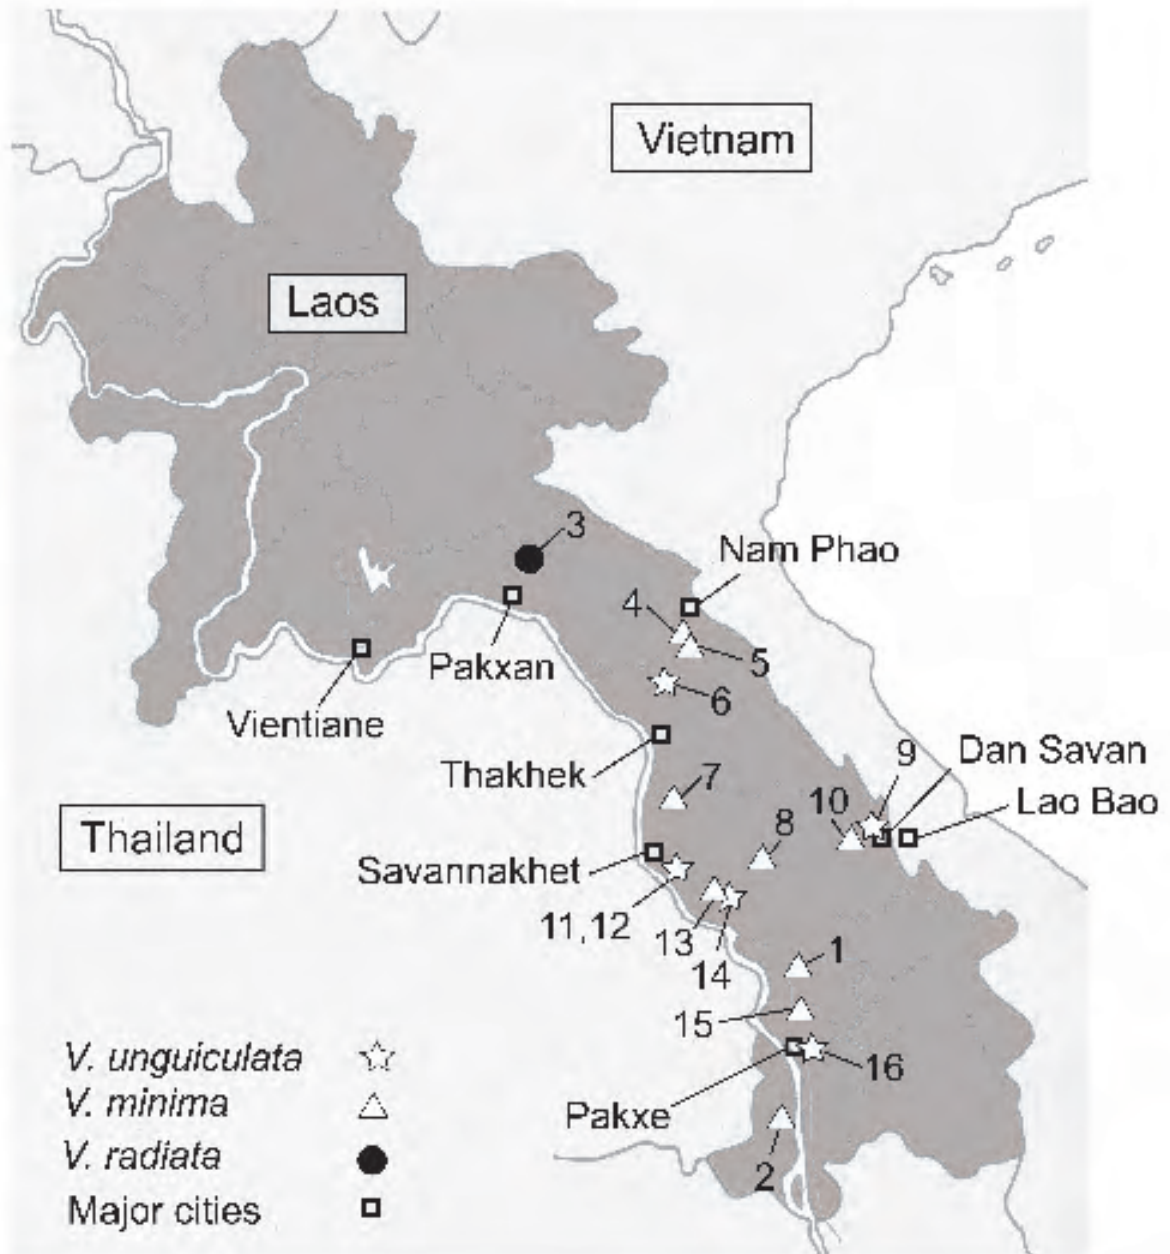 Vietnam
Laos
3
Nam Phao
4
5
Pakxan
6
Vientiane
9
Dan Savan
Thakhek
7
10
Lao Bao
8
Thailand
Savannakhet
11,12
13
14
1
15
V. unguiculata
16
V. minima
Pakxe
V. radiata
2
Major cities